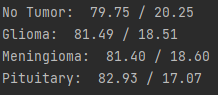 No Tumor:  79.75 / 20.25
Glioma:  81.49 / 18.51
Meningioma:  81.40 / 18.60
Pituitary:  82.93 / 17.07